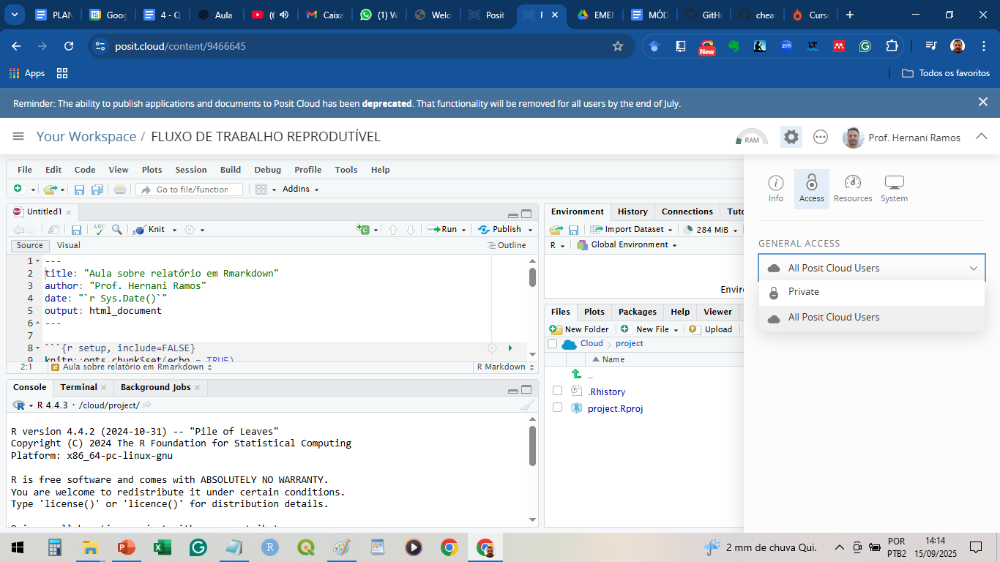 PLAN
Goog
4 - Q
Aula
(6
Caixa
(1) W
Welc
Posit
F
EMEN
MÓD
GitHu
cheat
Curso
posit.cloud/content/9466645
New
Apps
Todos os favoritos
Reminder: The ability to publish applications and documents to Posit Cloud has been deprecated. That functionality will be removed for all users by the end of July.
Your Workspace / FLUXO DE TRABALHO REPRODUTÍVEL
RAM
Prof. Hernani Ramos
File Edit Code View Plots Session Build Debug Profile Tools Help
Go to file/function
Addins
Untitled1
ABC
Knit
Run
Publish
Source Visual
Outline
1 ---
2 title: "Aula sobre relatório em Rmarkdown"
3 author: "Prof. Hernani Ramos"
4 date: "`r Sys.Date()`"
5 output: html_document
6 ---
7
8 ```{r setup, include=FALSE}
9 knitr::opts_chunk$set(echo = TRUE)
2:1 # Aula sobre relatório em Rmarkdown
R Markdown
Console Terminal Background Jobs
R 4.4.3 · /cloud/project/
R version 4.4.2 (2024-10-31) -- "Pile of Leaves"
Copyright (C) 2024 The R Foundation for Statistical Computing
Platform: x86_64-pc-linux-gnu
R is free software and comes with ABSOLUTELY NO WARRANTY.
You are welcome to redistribute it under certain conditions.
Type 'license()' or 'licence()' for distribution details.
Environment History Connections Tuto
Import Dataset
284 MiB
R
Global Environment
Enviro
Files Plots Packages Help Viewer
New Folder New File Upload
Cloud project
Name
..
.Rhistory
project.Rproj
Info Access Resources System
GENERAL ACCESS
All Posit Cloud Users
Private
All Posit Cloud Users
2 mm de chuva Qui.
POR
PTB2
14:14
15/09/2025